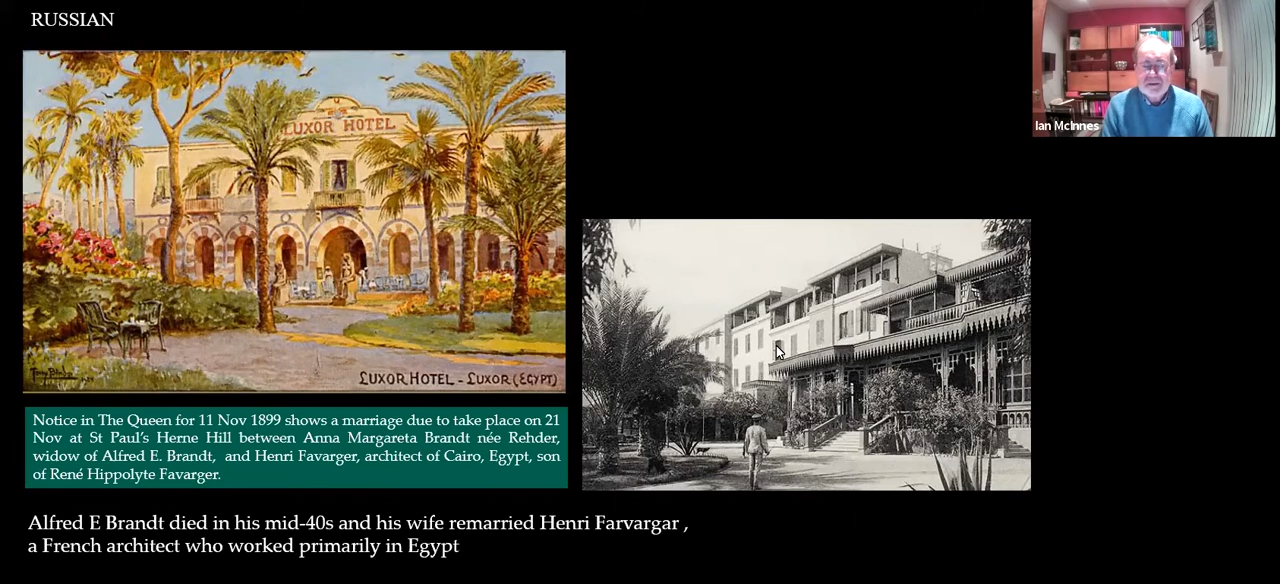 RUSSIAN
LUXOR HOTEL
LUXOR HOTEL - LUXOR (EGYPT)
Ian McInnes
Notice in The Queen for 11 Nov 1899 shows a marriage due to take place on 21
Nov at St Paul's Herne Hill between Anna Margareta Brandt née Rehder,
widow of Alfred E. Brandt, and Henri Favarger, architect of Cairo, Egypt, son
of René Hippolyte Favarger.
Alfred E Brandt died in his mid-40s and his wife remarried Henri Farvargar ,
a French architect who worked primarily in Egypt